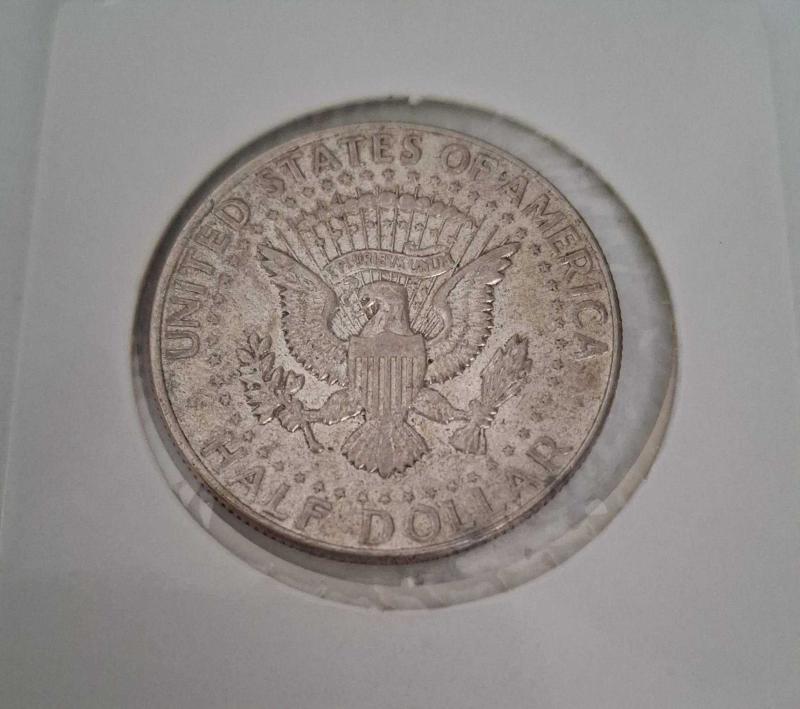 UNITED STATES OF AMERICA
E PLURIBUS UNUM
HALF DOLLAR